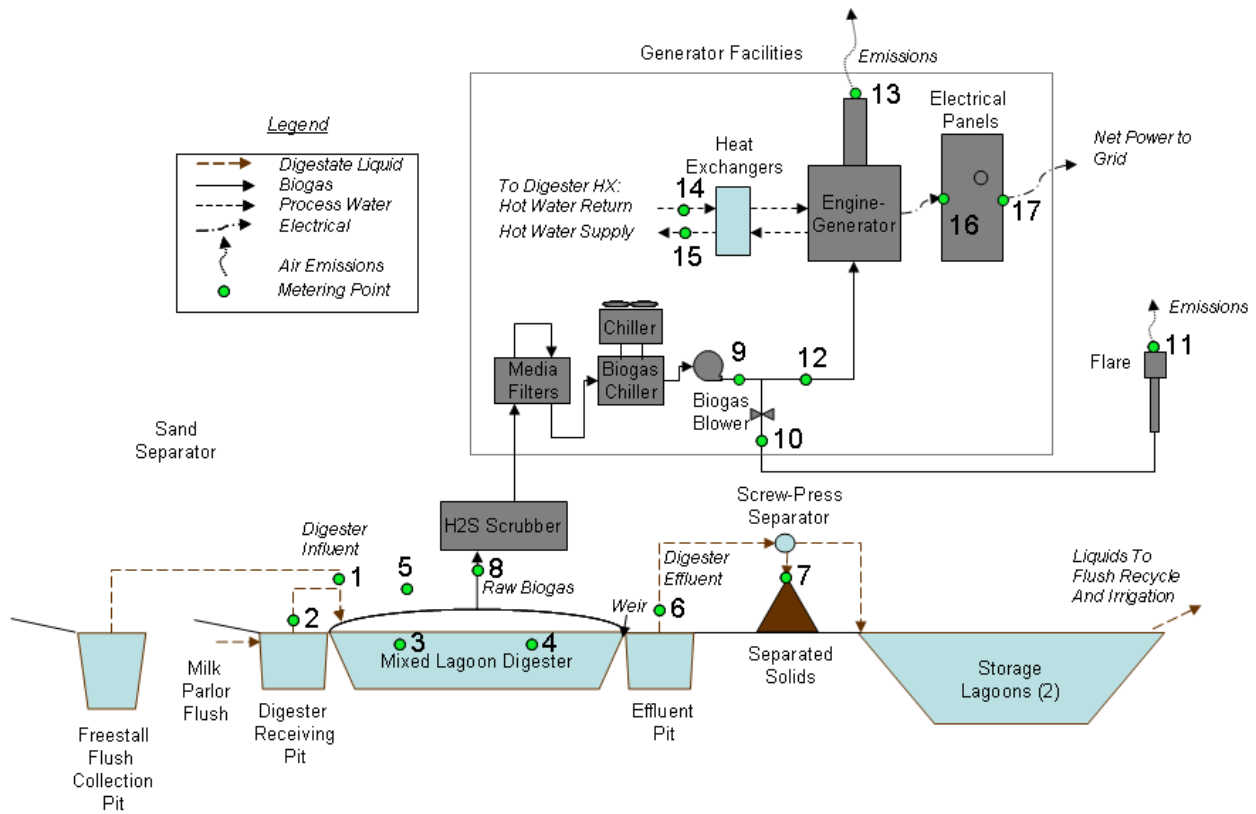 Emissions
Generator Facilities
13
Electrical
Panels
Legend
Digestate Liquid
Biogas
Process Water
Electrical
Air Emissions
Metering Point
Heat
Exchangers
Net Power to
Grid
To Digester HX:
Hot Water Return
Hot Water Supply
14
15
Engine-
Generator
16
17
Emissions
11
Flare
Chiller
Media
Filters
Biogas
Chiller
9
12
Biogas
Blower
10
Sand
Separator
Screw-Press
Separator
H2S Scrubber
Digester
Influent
1
5
8
Raw Biogas
Digester
Effluent
7
Liquids To
Flush Recycle
And Irrigation
2
Weir
6
3
4
Mixed Lagoon Digester
Milk
Parlor
Flush
Separated
Solids
Storage
Lagoons (2)
Freestall
Flush
Collection
Pit
Digester
Receiving
Pit
Effluent
Pit